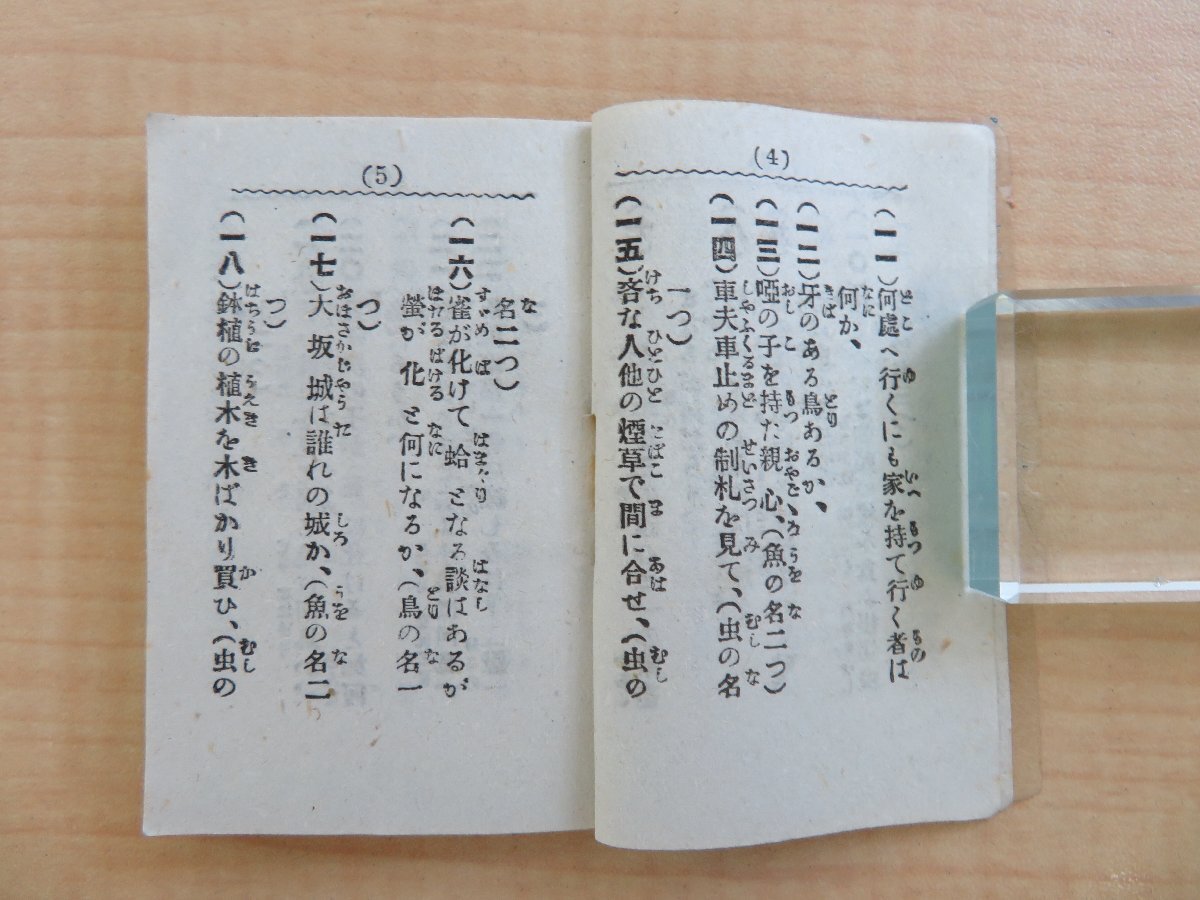 (4)
(一一)何處へ行くにも家を持て行く者は
何か、
(一二)牙のある鳥あるか、
(一三)啞の子を持た親心、(魚の名二つ)
(一四)車夫車止めの制札を見て、(虫の名
一つ)
(一五)吝な人他の煙草で間に合せ、(虫の
(5)
名二つ)
(一六)雀が化けて蛤となる談はあるが
螢が化と何になるか、(鳥の名一
つ)
(一七)大坂城は誰れの城か、(魚の名二
つ)
(一八)鉢植の植木を木ばかり買ひ、(虫の